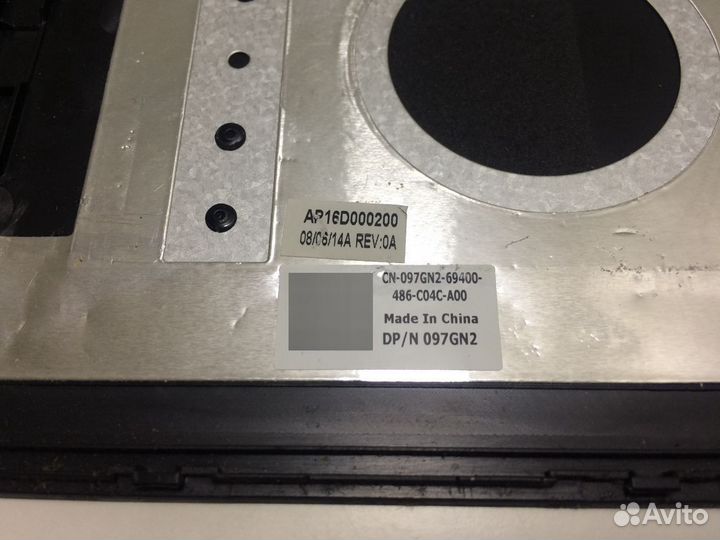 AP16D000200
08/06/14A REV:0A
CN-097GN2-69400-
486-C04C-A00
Made In China
DP/N 097GN2
Avito